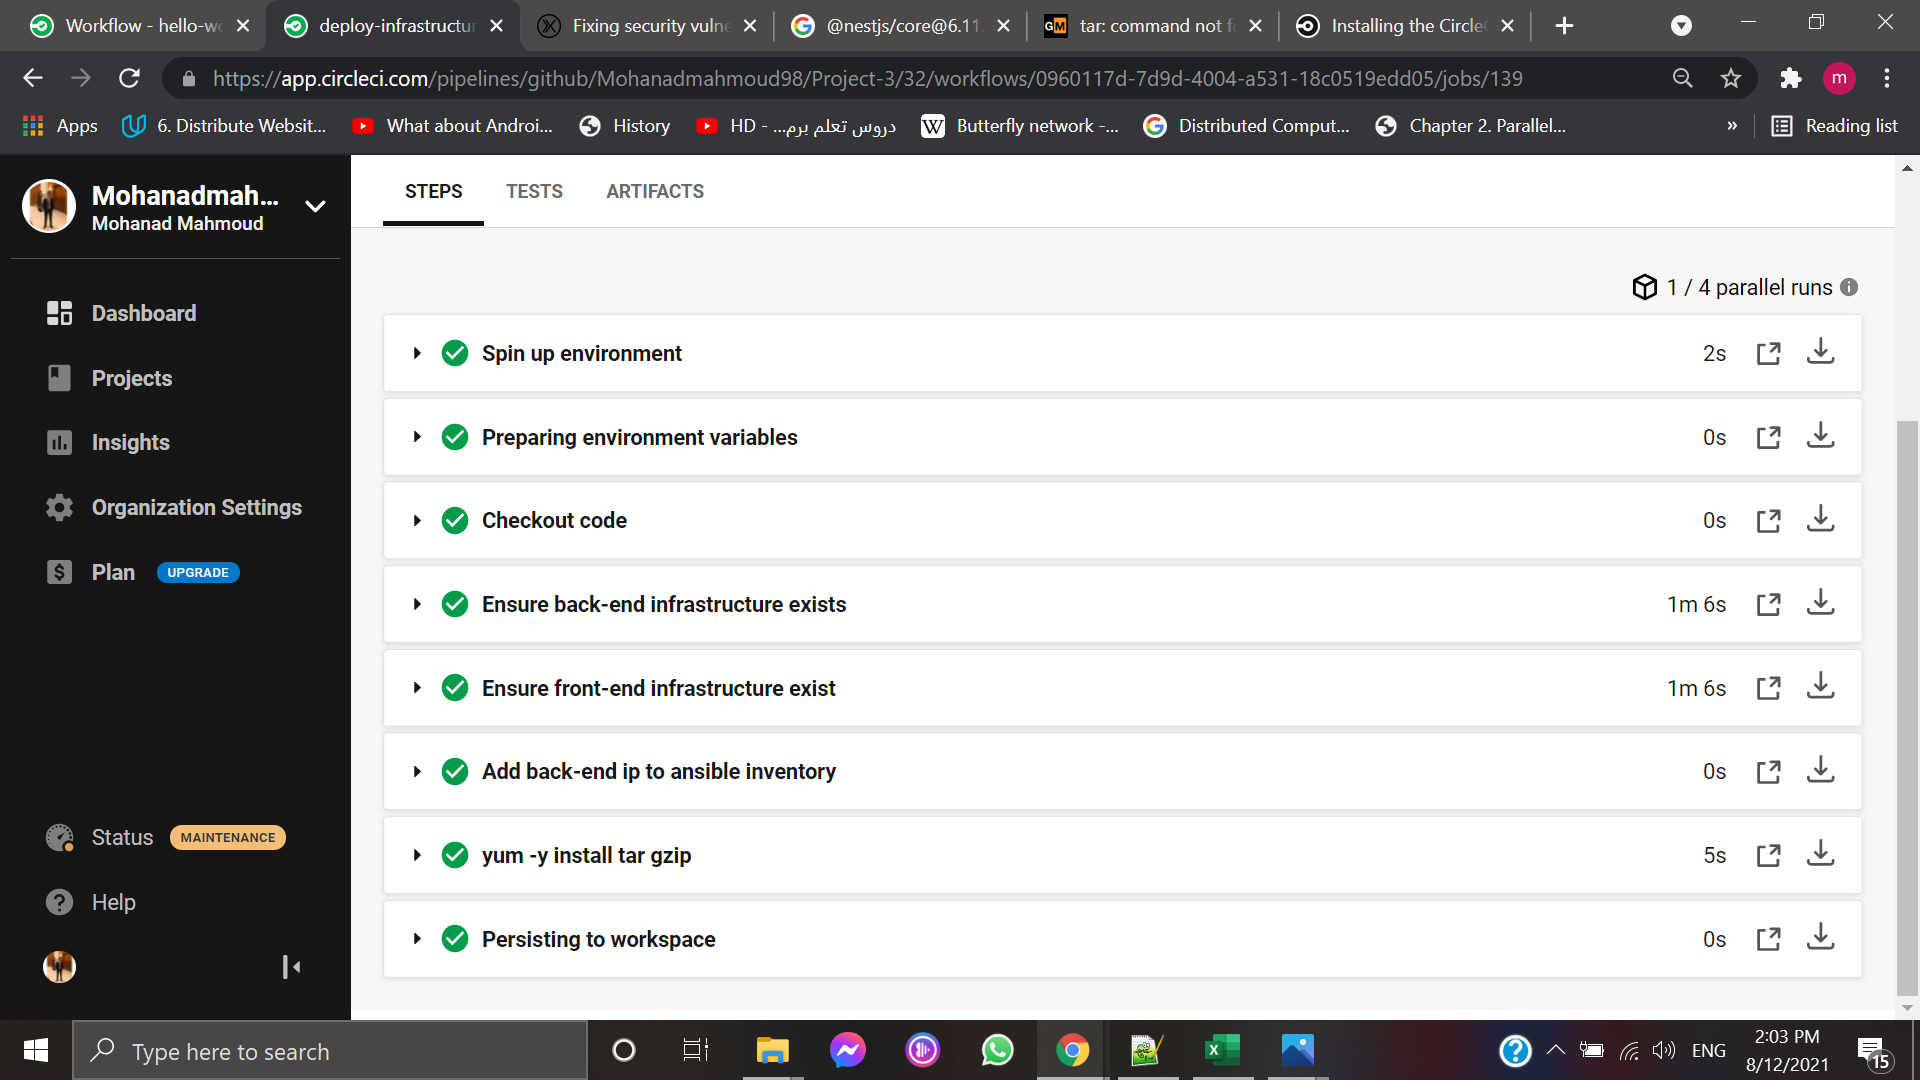 Workflow - hello-wo
deploy-infrastructur
Fixing security vulne
@nestjs/core@6.11.
tar: command not f
Installing the Circle
https://app.circleci.com/pipelines/github/Mohanadmahmoud98/Project-3/32/workflows/0960117d-7d9d-4004-a531-18c0519edd05/jobs/139
m
Apps
6. Distribute Websit...
What about Androi...
History
HD - ...دروس تعلم برم
Butterfly network -...
Distributed Comput...
Chapter 2. Parallel...
»
Reading list
Mohanadmah...
Mohanad Mahmoud
Dashboard
Projects
Insights
Organization Settings
Plan UPGRADE
Status MAINTENANCE
Help
STEPS TESTS ARTIFACTS
1 / 4 parallel runs
Spin up environment 2s
Preparing environment variables 0s
Checkout code 0s
Ensure back-end infrastructure exists 1m 6s
Ensure front-end infrastructure exist 1m 6s
Add back-end ip to ansible inventory 0s
yum -y install tar gzip 5s
Persisting to workspace 0s
Type here to search
ENG
2:03 PM
8/12/2021
15